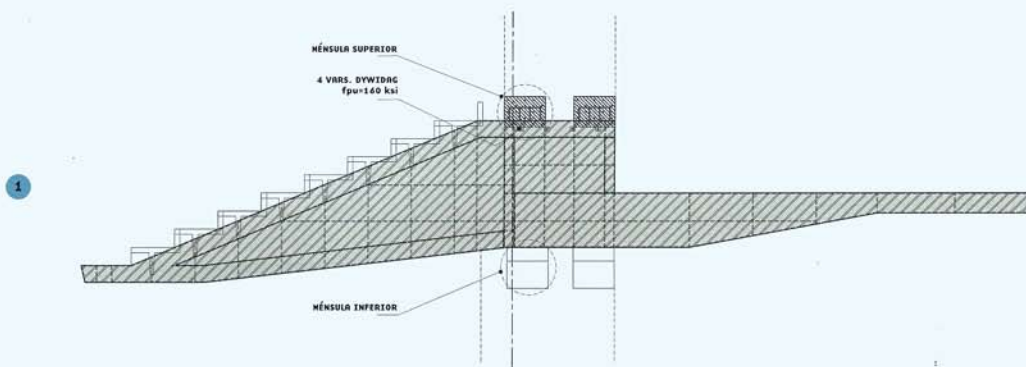 MÉNSULA SUPERIOR
4 VARS. DYWIDAG
fpu=160 ksi
1
MÉNSULA INFERIOR